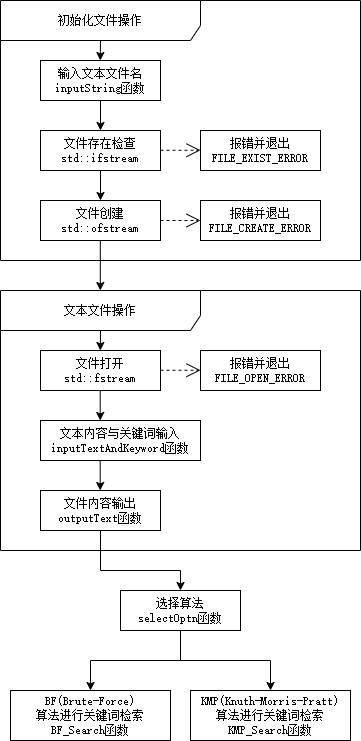 初始化文件操作
输入文本文件名
inputString函数
文件存在检查
std::ifstream
报错并退出
FILE_EXIST_ERROR
文件创建
std::ofstream
报错并退出
FILE_CREATE_ERROR
文本文件操作
文件打开
std::fstream
报错并退出
FILE_OPEN_ERROR
文本内容与关键词输入
inputTextAndKeyword函数
文件内容输出
outputText函数
选择算法
selectOptn函数
BF(Brute-Force)
算法进行关键词检索
BF_Search函数
KMP(Knuth-Morris-Pratt)
算法进行关键词检索
KMP_Search函数